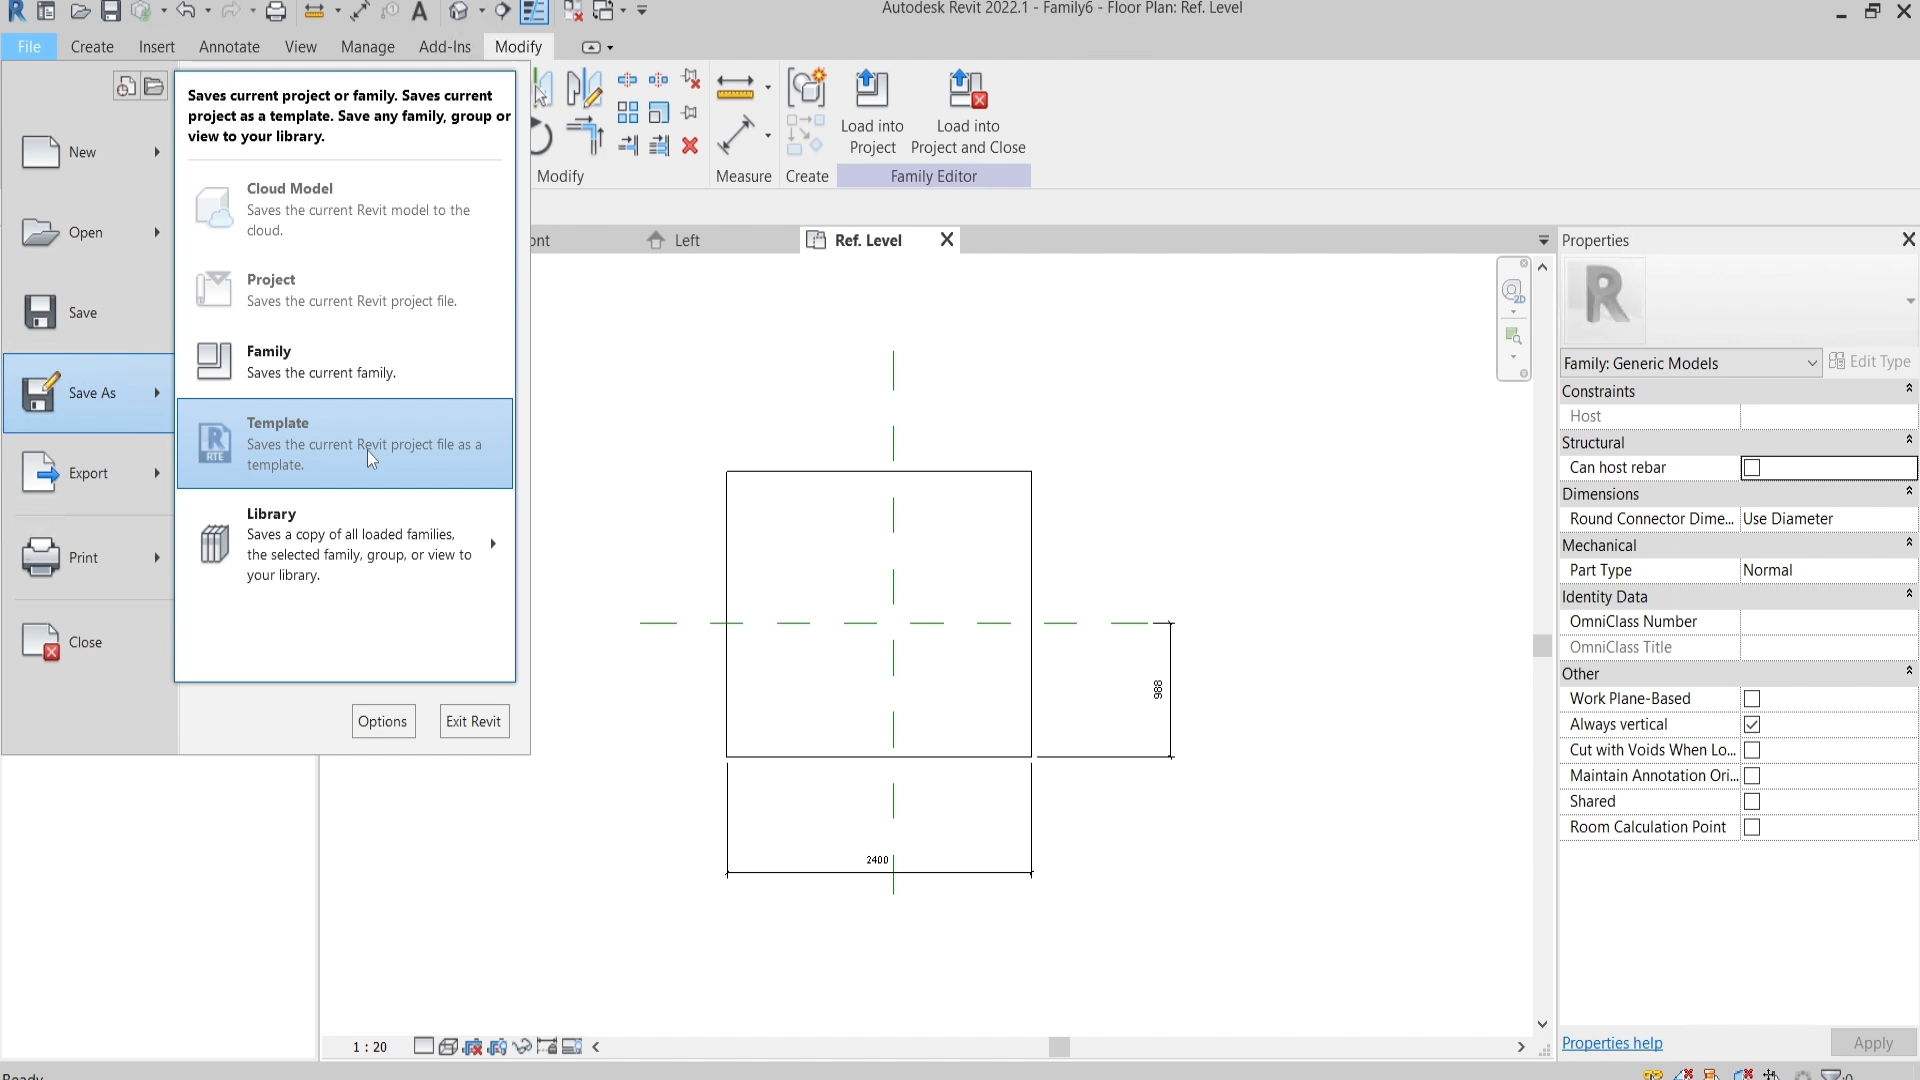 Autodesk Revit 2022.1 - Family6 - Floor Plan: Ref. Level
File
Create
Insert
Annotate
View
Manage
Add-Ins
Modify
Saves current project or family. Saves current
project as a template. Save any family, group or
view to your library.
New
Open
Save
Save As
Export
Print
Close
Cloud Model
Saves the current Revit model to the
cloud.
Project
Saves the current Revit project file.
Family
Saves the current family.
RTE
Template
Saves the current Revit project file as a
template.
Library
Saves a copy of all loaded families,
the selected family, group, or view to
your library.
Options
Exit Revit
Load into
Project
Load into
Project and Close
Modify
Measure
Create
Family Editor
ont
Left
Ref. Level
2D
988
2400
1 : 20
Properties
R
Family: Generic Models
Edit Type
Constraints
Host
Structural
Can host rebar
Dimensions
Round Connector Dime...
Use Diameter
Mechanical
Part Type
Normal
Identity Data
OmniClass Number
OmniClass Title
Other
Work Plane-Based
Always vertical
Cut with Voids When Lo...
Maintain Annotation Ori...
Shared
Room Calculation Point
Properties help
Apply
Ready
:0